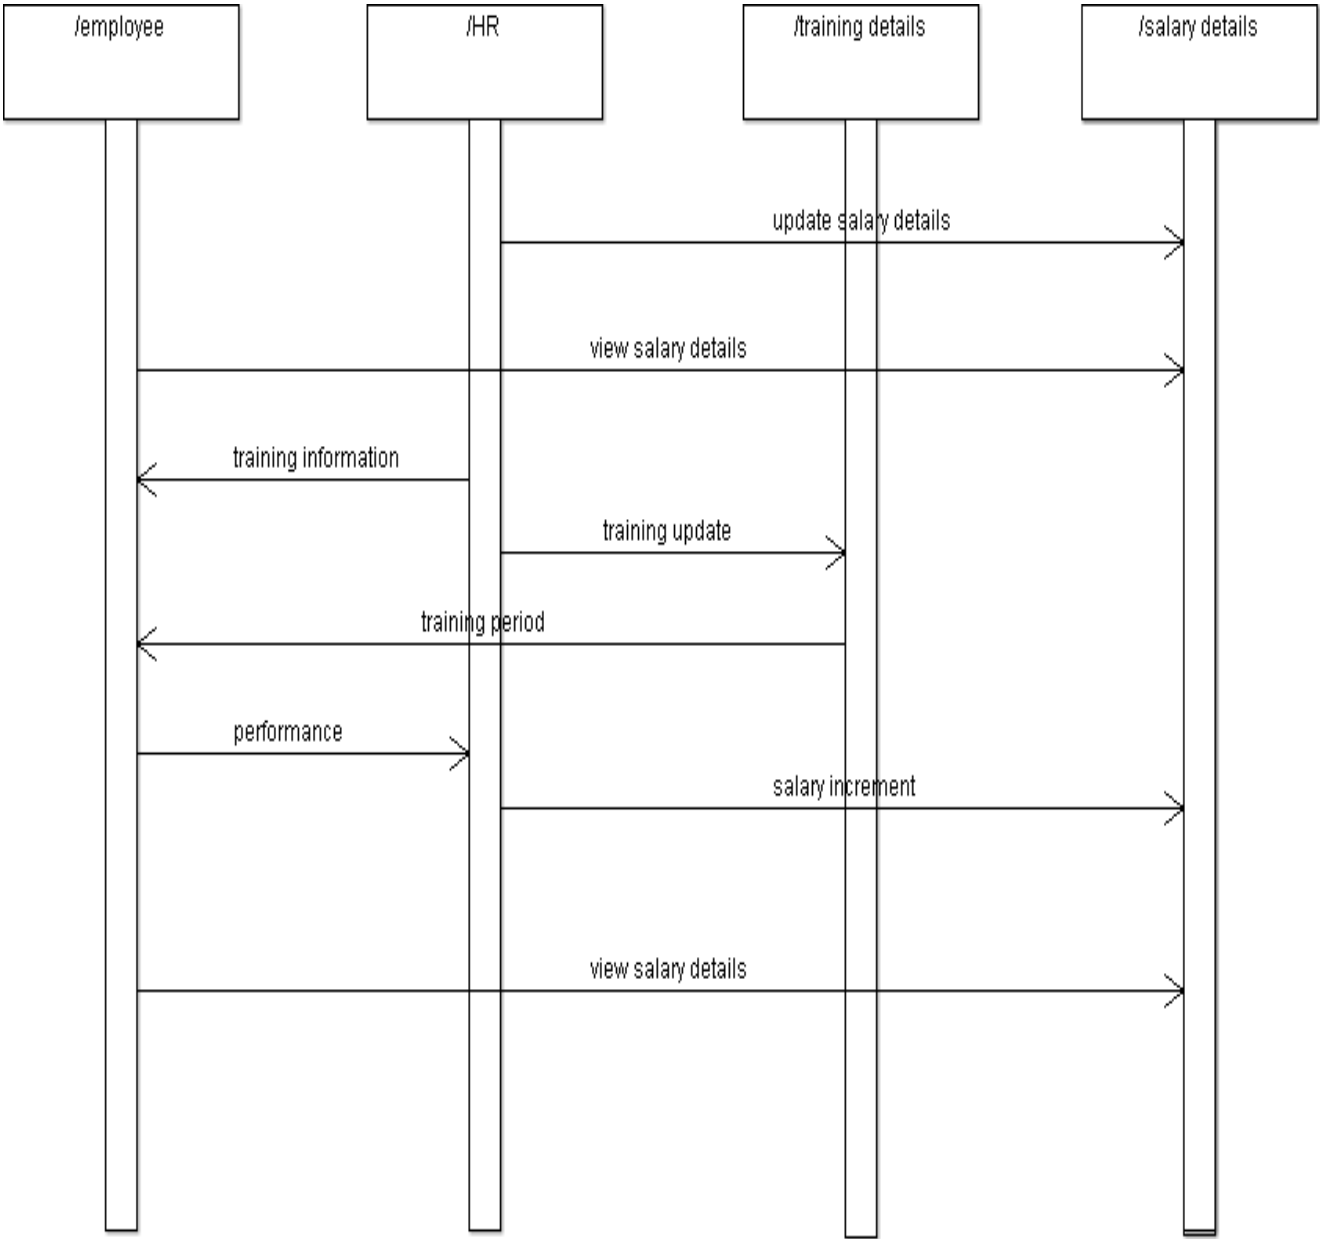 /employee
/HR
/training details
/salary details
update salary details
view salary details
training information
training update
training period
performance
salary increment
view salary details